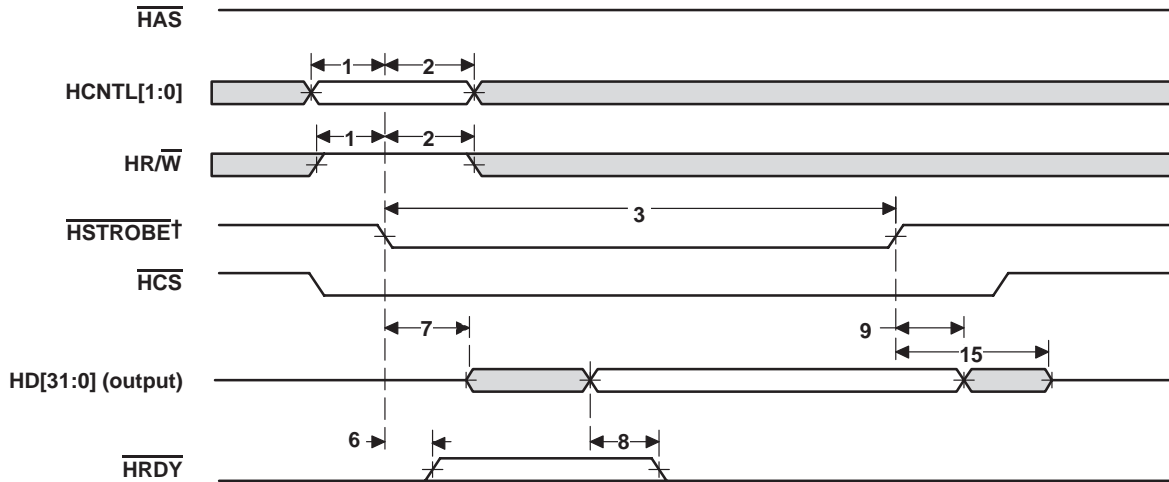 HAS
1 2
HCNTL[1:0]
1 2
HR/W
3
HSTROBE†
HCS
7 9
15
HD[31:0] (output)
6 8
HRDY